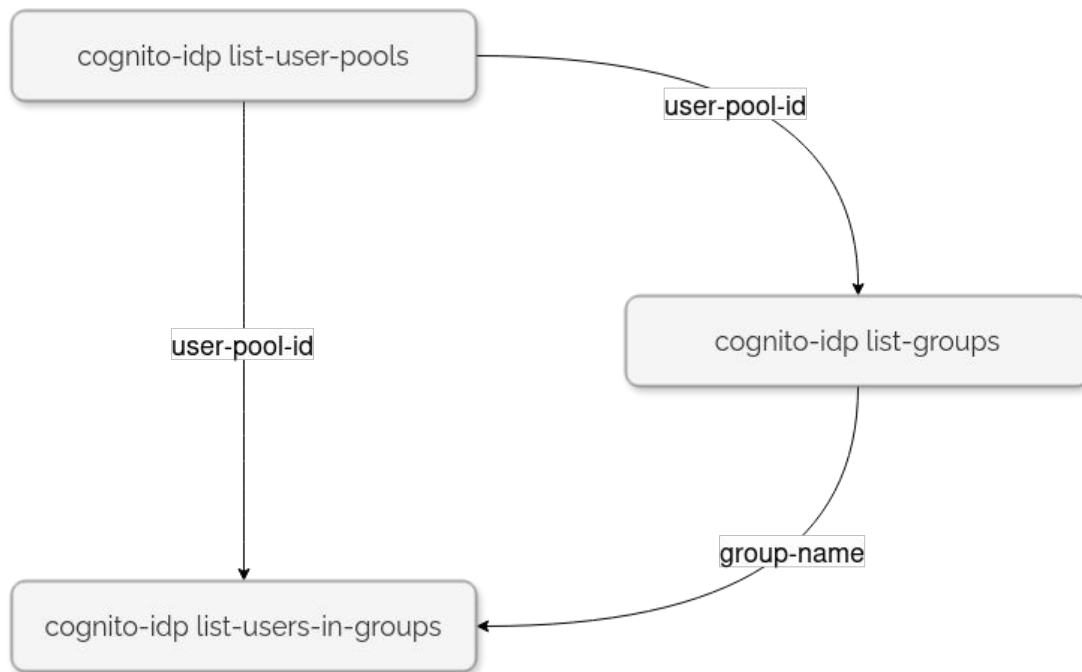 cognito-idp list-user-pools
user-pool-id
user-pool-id
cognito-idp list-groups
group-name
cognito-idp list-users-in-groups